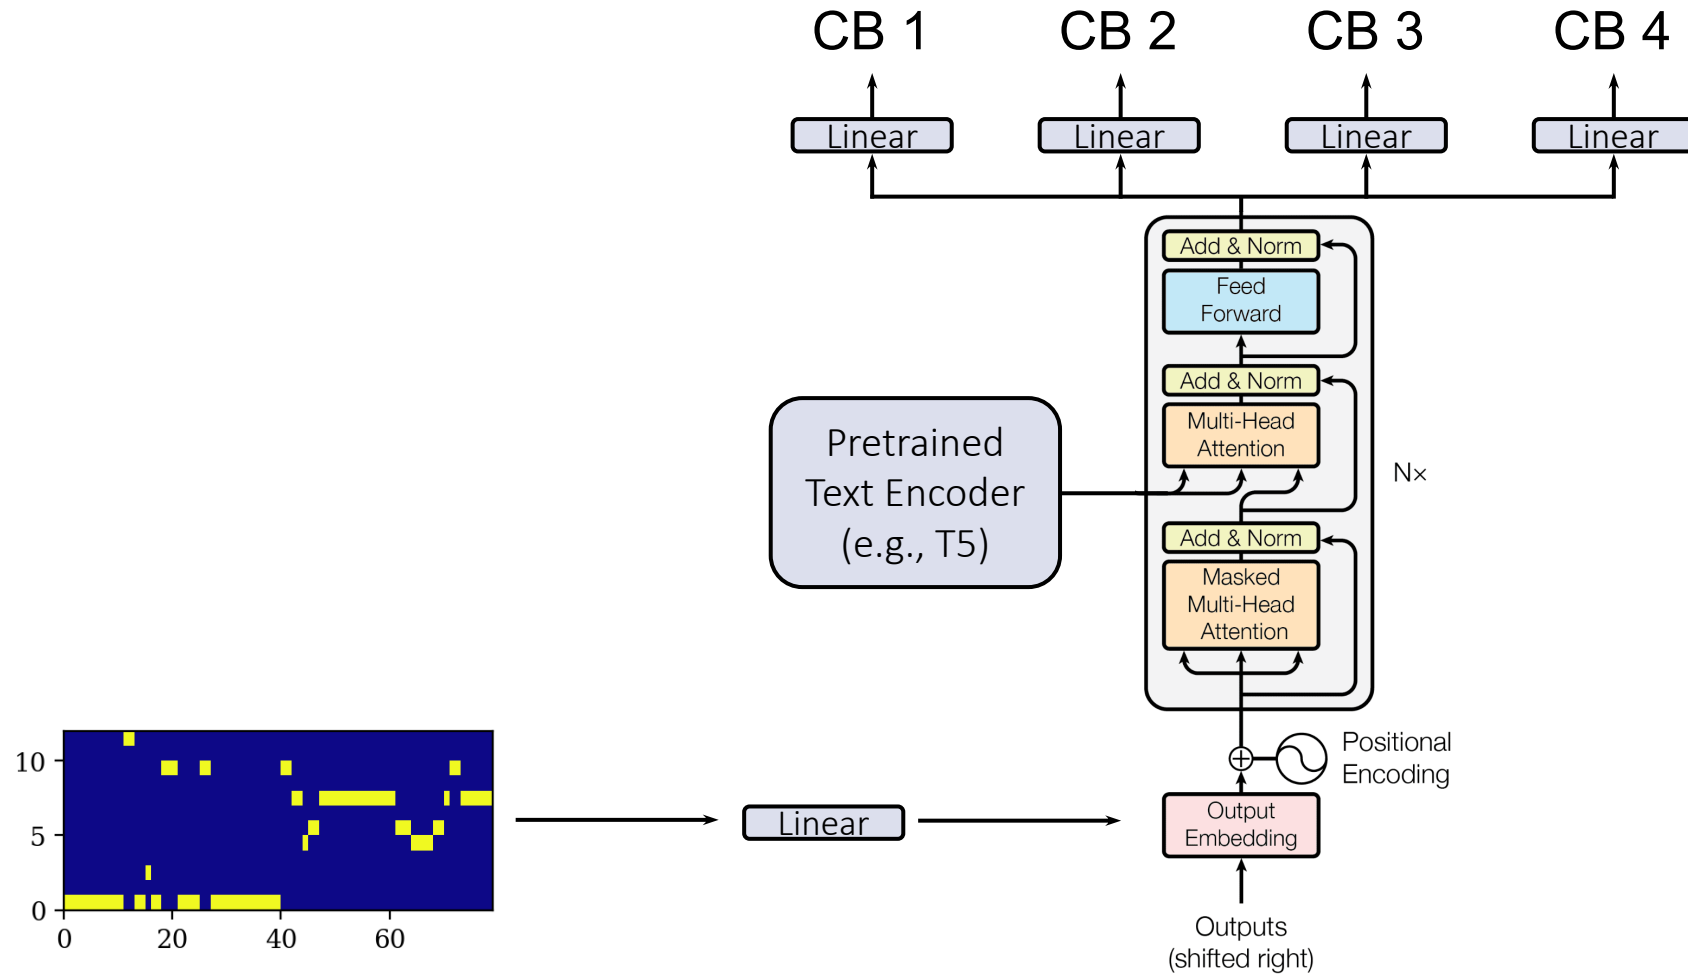 CB 1
CB 2
CB 3
CB 4
Linear
Linear
Linear
Linear
Add & Norm
Feed
Forward
Add & Norm
Multi-Head
Attention
N×
Pretrained
Text Encoder
(e.g., T5)
Add & Norm
Masked
Multi-Head
Attention
Positional
Encoding
Output
Embedding
Linear
Outputs
(shifted right)
10
5
0
0
20
40
60